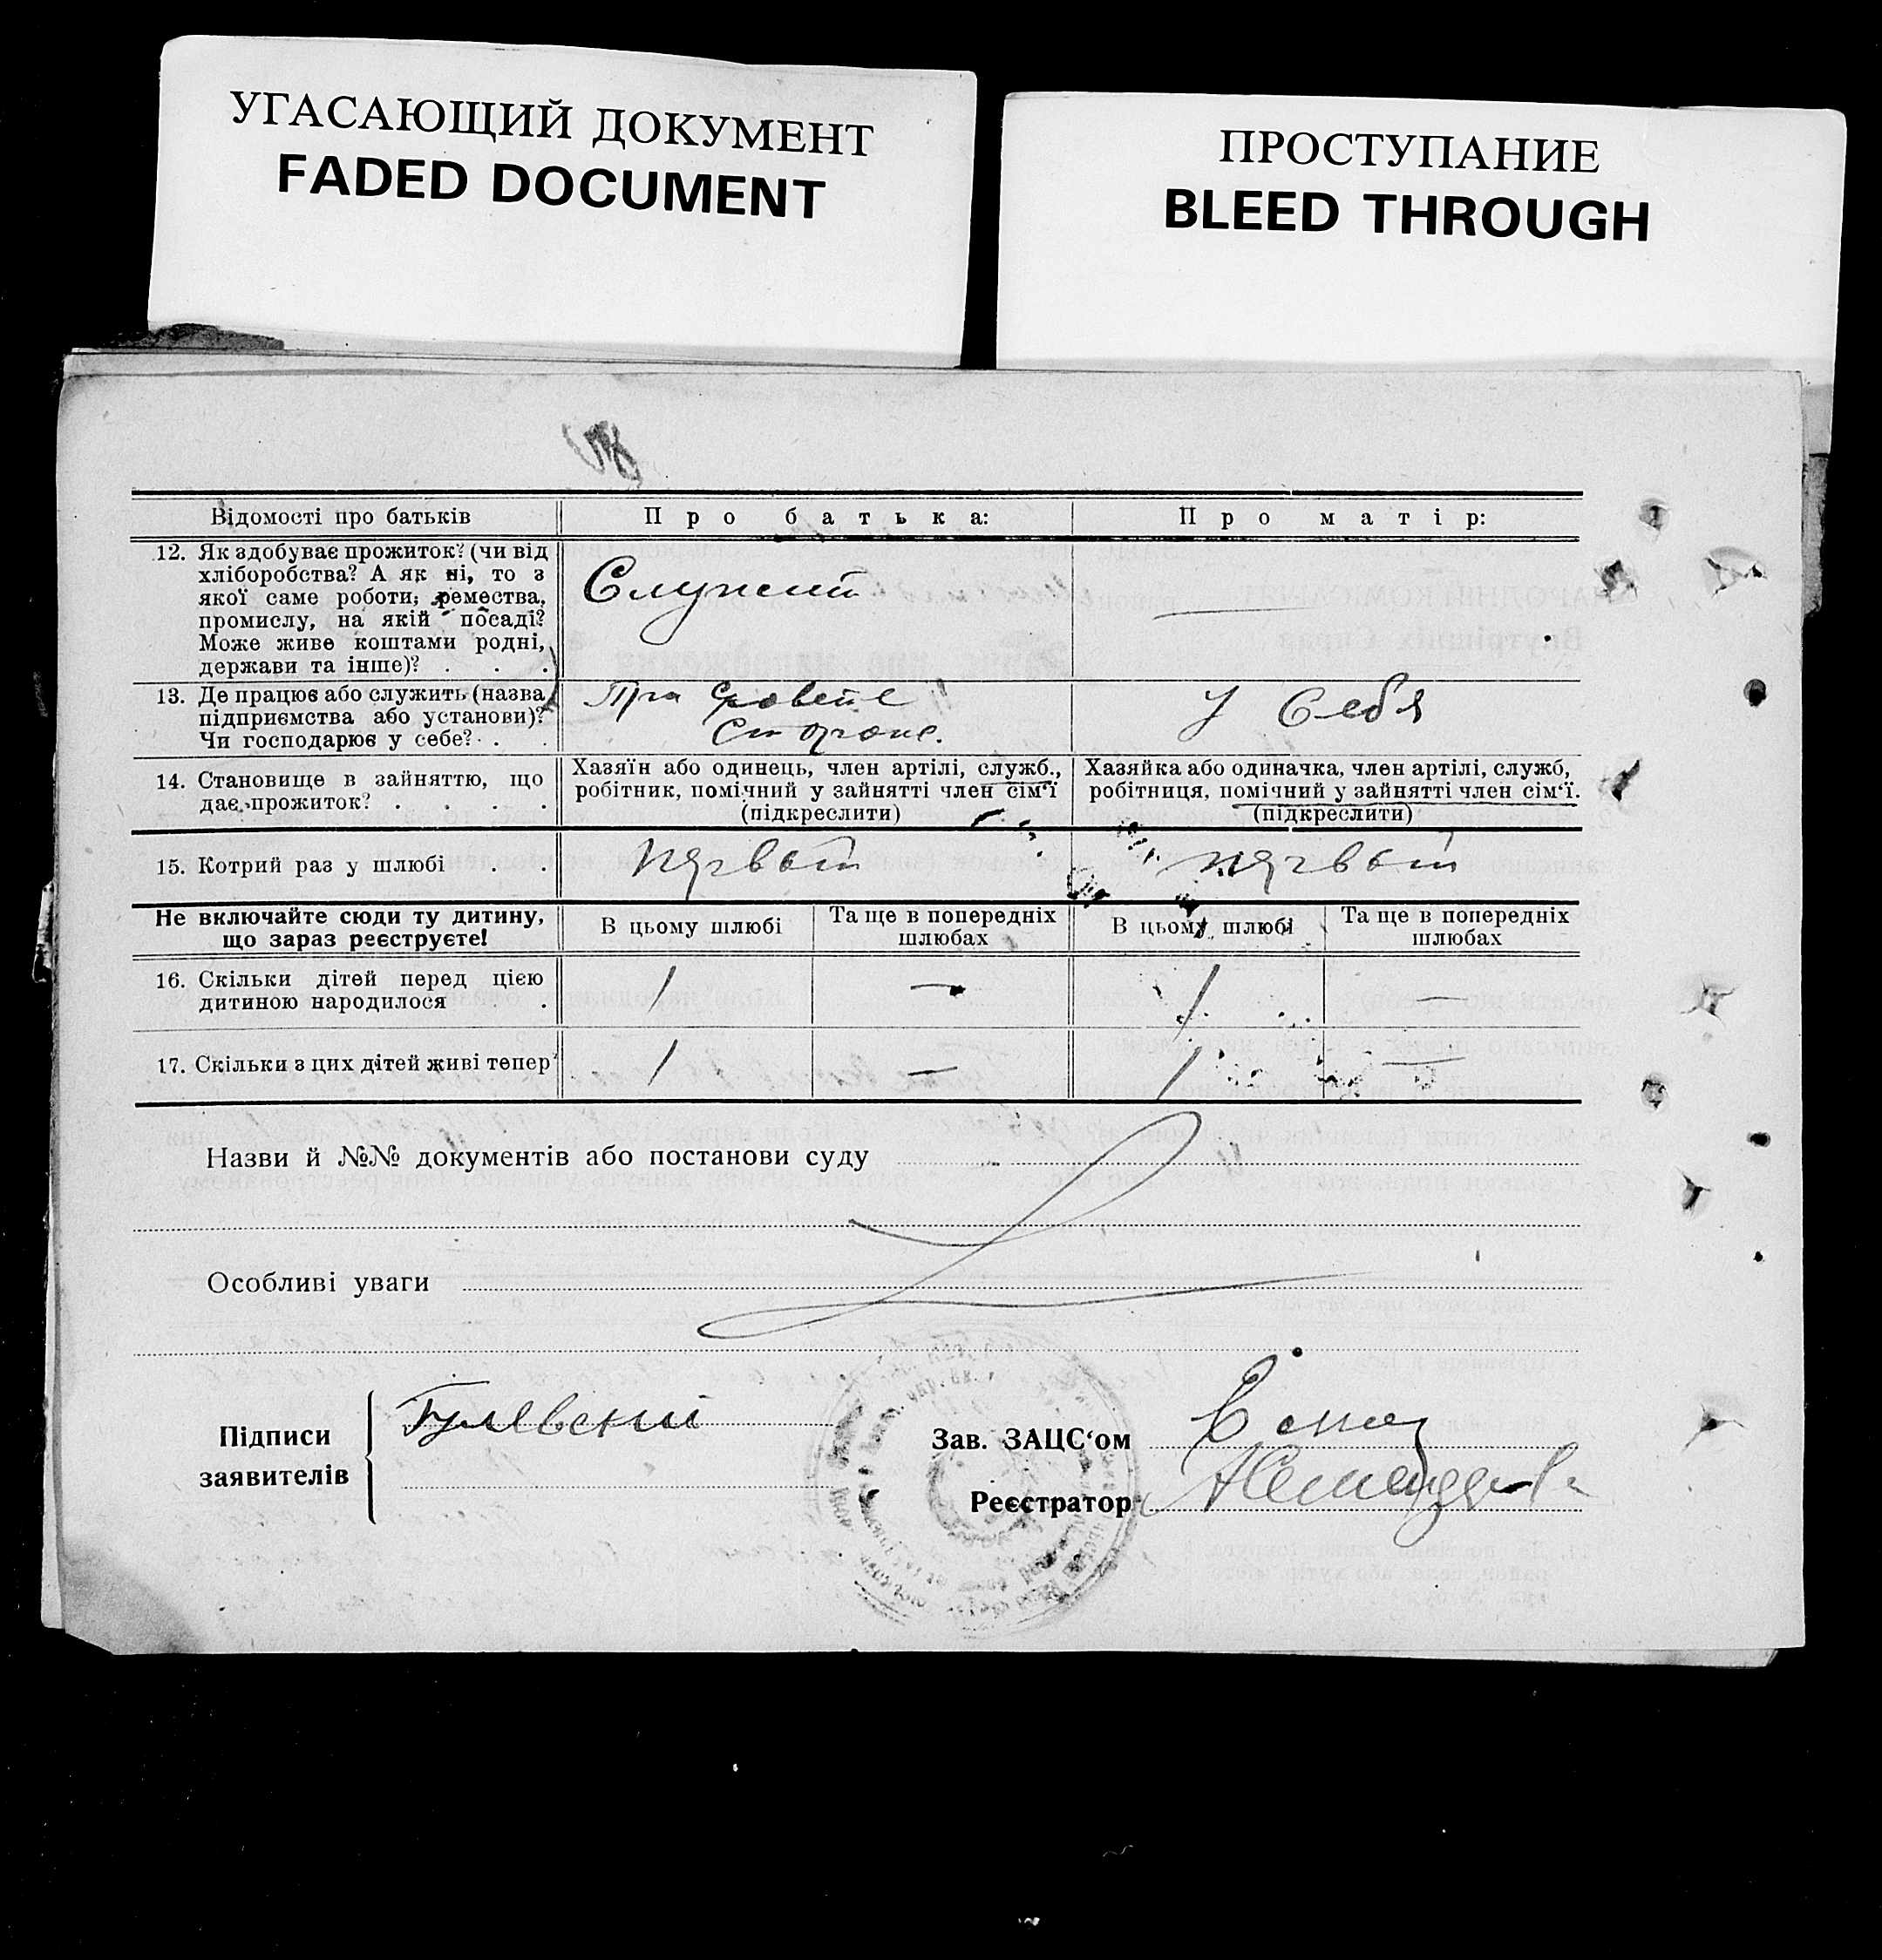 УГАСАЮЩИЙ ДОКУМЕНТ
FADED DOCUMENT
ПРОСТУПАНИЕ
BLEED THROUGH
Відомості про батьків
Про батька:
Про матір:
12. Як здобуває прожиток? (чи від
хліборобства? А як ні, то з
якої саме роботи, ремества,
промислу, на якій посаді?
Може живе коштами родні,
держави та інше)? . . .
Служит
—
13. Де працює або служить (назва
підприємства або установи)?
Чи господарює у себе? . .
При
У Себя
14. Становище в зайняттю, що
дає прожиток? . . . .
Хазяїн або одинець, член артілі, служб.,
робітник, помічний у зайнятті член сім'ї
(підкреслити)
Хазяйка або одиначка, член артілі, служб,
робітниця, помічний у зайнятті член сім'ї.
(підкреслити)
15. Котрий раз у шлюбі . .
первый
первый
Не включайте сюди ту дитину,
що зараз реєструєте!
В цьому шлюбі
Та ще в попередніх
шлюбах
В цьому шлюбі
Та ще в попередніх
шлюбах
16. Скільки дітей перед цією
дитиною народилося . .
1
—
1
—
17. Скільки з цих дітей живі тепер
1
—
1
—
Назви й №№ документів або постанови суду
Особливі уваги
Підписи
заявителів
Гулевский
Зав. ЗАЦС'ом
Реєстратор